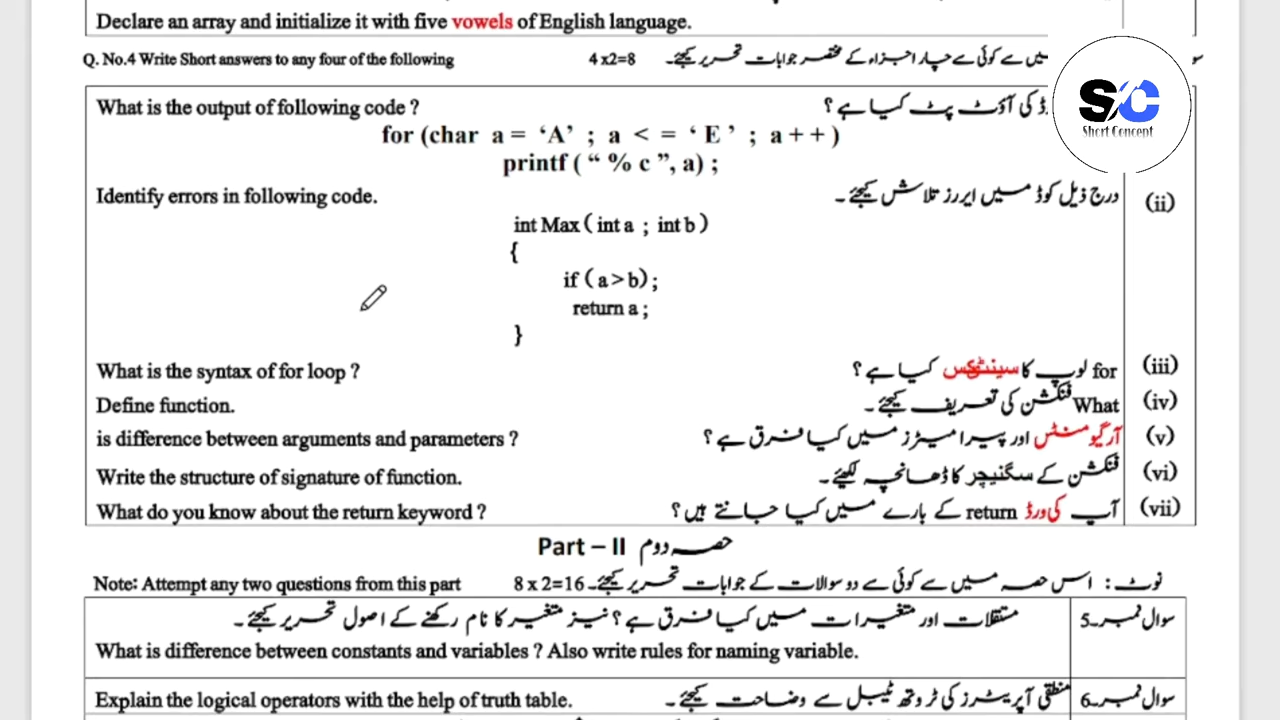 Declare an array and initialize it with five vowels of English language.
Q. No.4 Write Short answers to any four of the following 4 x2=8 میں سے کوئی سے چار اجزاء کے مختصر جوابات تحریر کیجئے۔
What is the output of following code ? کی آؤٹ پٹ کیا ہے ؟
for (char a = ‘A’ ; a < = ‘ E ’ ; a + + )
printf ( “ % c ”, a) ;
Identify errors in following code. درج ذیل کوڈ میں ایررز تلاش کیجئے۔ (ii)
int Max ( int a ; int b )
{
if ( a > b) ;
return a ;
}
What is the syntax of for loop ? for لوپ کا سینٹیکس کیا ہے ؟ (iii)
Define function. What فنکشن کی تعریف کیجئے۔ (iv)
is difference between arguments and parameters ? آرگیومنٹس اور پیرامیٹرز میں کیا فرق ہے ؟ (v)
Write the structure of signature of function. فنکشن کے سگنیچر کا ڈھانچہ لکھیئے۔ (vi)
What do you know about the return keyword ? آپ کی ورڈ return کے بارے میں کیا جانتے ہیں؟ (vii)
Part – II حصہ دوم
Note: Attempt any two questions from this part 8 x 2=16 نوٹ : اس حصہ میں سے کوئی سے دو سوالات کے جوابات تحریر کیجئے۔
مستقلات اور متغیرات میں کیا فرق ہے ؟ نیز متغیر کا نام رکھنے کے اصول تحریر کیجئے۔ سوال نمبر۔5
What is difference between constants and variables ? Also write rules for naming variable.
Explain the logical operators with the help of truth table. منطقی آپریٹرز کی ٹروتھ ٹیبل سے وضاحت کیجئے۔ سوال نمبر۔6
S/C
Short Concept